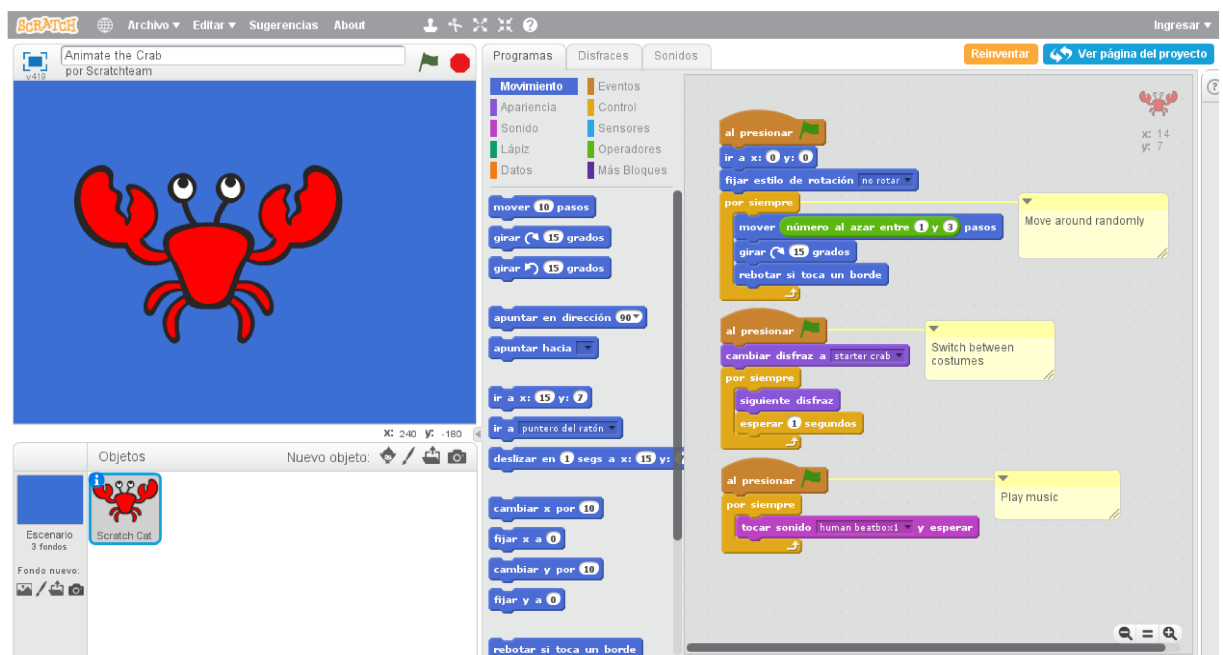 SCRATCH Archivo Editar Sugerencias About Ingresar
v419
Animate the Crab
por Scratchteam
x: 240 y: -180
Objetos Nuevo objeto:
Escenario
3 fondos
Scratch Cat
Fondo nuevo:
Programas Disfraces Sonidos
Reinventar Ver página del proyecto
Movimiento Eventos
Apariencia Control
Sonido Sensores
Lápiz Operadores
Datos Más Bloques
mover 10 pasos
girar 15 grados
girar 15 grados
apuntar en dirección 90
apuntar hacia
ir a x: 15 y: 7
ir a puntero del ratón
deslizar en 1 segs a x: 15 y:
cambiar x por 10
fijar x a 0
cambiar y por 10
fijar y a 0
rebotar si toca un borde
x: 14
y: 7
al presionar
ir a x: 0 y: 0
fijar estilo de rotación no rotar
por siempre
mover número al azar entre 1 y 3 pasos
girar 15 grados
rebotar si toca un borde
Move around randomly
al presionar
cambiar disfraz a starter crab
por siempre
siguiente disfraz
esperar 1 segundos
Switch between
costumes
al presionar
por siempre
tocar sonido human beatbox1 y esperar
Play music